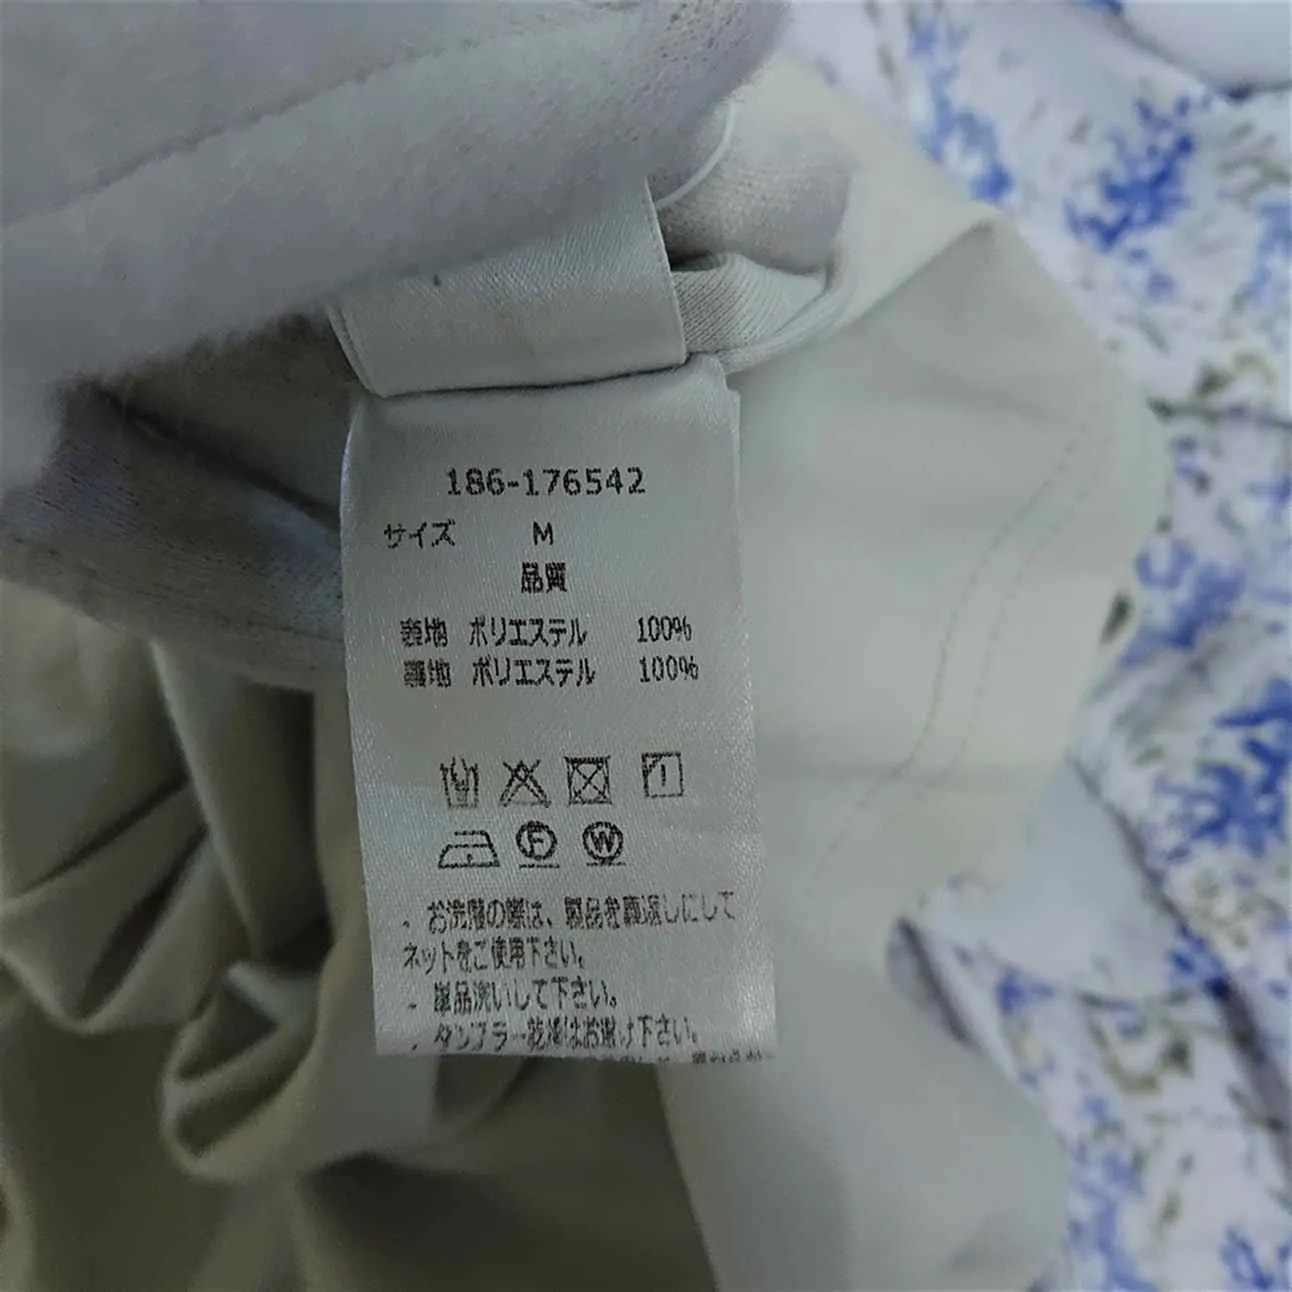 186-176542
サイズ M
品質
表地 ポリエステル 100%
裏地 ポリエステル 100%
F W
・お洗濯の際は、製品を裏返しにして
ネットをご使用下さい。
・単品洗いして下さい。
・タンブラー乾燥はお避け下さい。